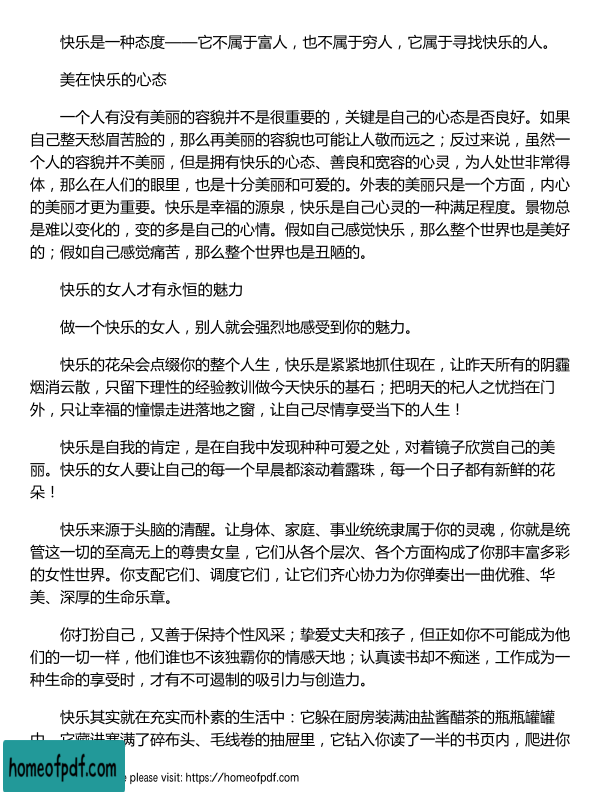 快乐是一种态度——它不属于富人，也不属于穷人，它属于寻找快乐的人。
美在快乐的心态
一个人有没有美丽的容貌并不是很重要的，关键是自己的心态是否良好。如果
自己整天愁眉苦脸的，那么再美丽的容貌也可能让人敬而远之；反过来说，虽然一
个人的容貌并不美丽，但是拥有快乐的心态、善良和宽容的心灵，为人处世非常得
体，那么在人们的眼里，也是十分美丽和可爱的。外表的美丽只是一个方面，内心
的美丽才更为重要。快乐是幸福的源泉，快乐是自己心灵的一种满足程度。景物总
是难以变化的，变的多是自己的心情。假如自己感觉快乐，那么整个世界也是美好
的；假如自己感觉痛苦，那么整个世界也是丑陋的。
快乐的女人才有永恒的魅力
做一个快乐的女人，别人就会强烈地感受到你的魅力。
快乐的花朵会点缀你的整个人生，快乐是紧紧地抓住现在，让昨天所有的阴霾
烟消云散，只留下理性的经验教训做今天快乐的基石；把明天的杞人之忧挡在门
外，只让幸福的憧憬走进落地之窗，让自己尽情享受当下的人生！
快乐是自我的肯定，是在自我中发现种种可爱之处，对着镜子欣赏自己的美
丽。快乐的女人要让自己的每一个早晨都滚动着露珠，每一个日子都有新鲜的花
朵！
快乐来源于头脑的清醒。让身体、家庭、事业统统隶属于你的灵魂，你就是统
管这一切的至高无上的尊贵女皇，它们从各个层次、各个方面构成了你那丰富多彩
的女性世界。你支配它们、调度它们，让它们齐心协力为你弹奏出一曲优雅、华
美、深厚的生命乐章。
你打扮自己，又善于保持个性风采；挚爱丈夫和孩子，但正如你不可能成为他
们的一切一样，他们谁也不该独霸你的情感天地；认真读书却不痴迷，工作成为一
种生命的享受时，才有不可遏制的吸引力与创造力。
快乐其实就在充实而朴素的生活中：它躲在厨房装满油盐酱醋茶的瓶瓶罐罐
中，它藏进塞满了碎布头、毛线卷的抽屉里，它钻入你读了一半的书页内，爬进你
homeofpdf.com
please visit: https://homeofpdf.com